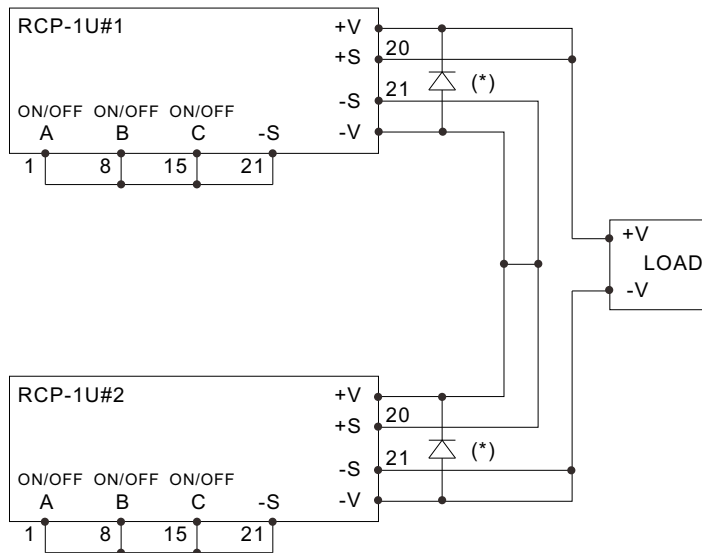 RCP-1U#1
+V
+S 20
(*)
-S 21
-V
ON/OFF ON/OFF ON/OFF
A B C -S
1 8 15 21
+V
LOAD
-V
RCP-1U#2
+V
+S 20
(*)
-S 21
-V
ON/OFF ON/OFF ON/OFF
A B C -S
1 8 15 21